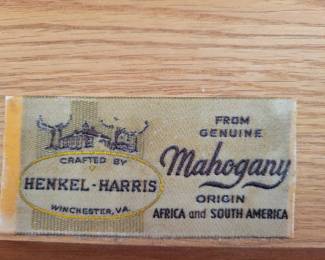 CRAFTED BY
HENKEL-HARRIS
WINCHESTER, VA.
FROM
GENUINE
Mahogany
ORIGIN
AFRICA and SOUTH AMERICA